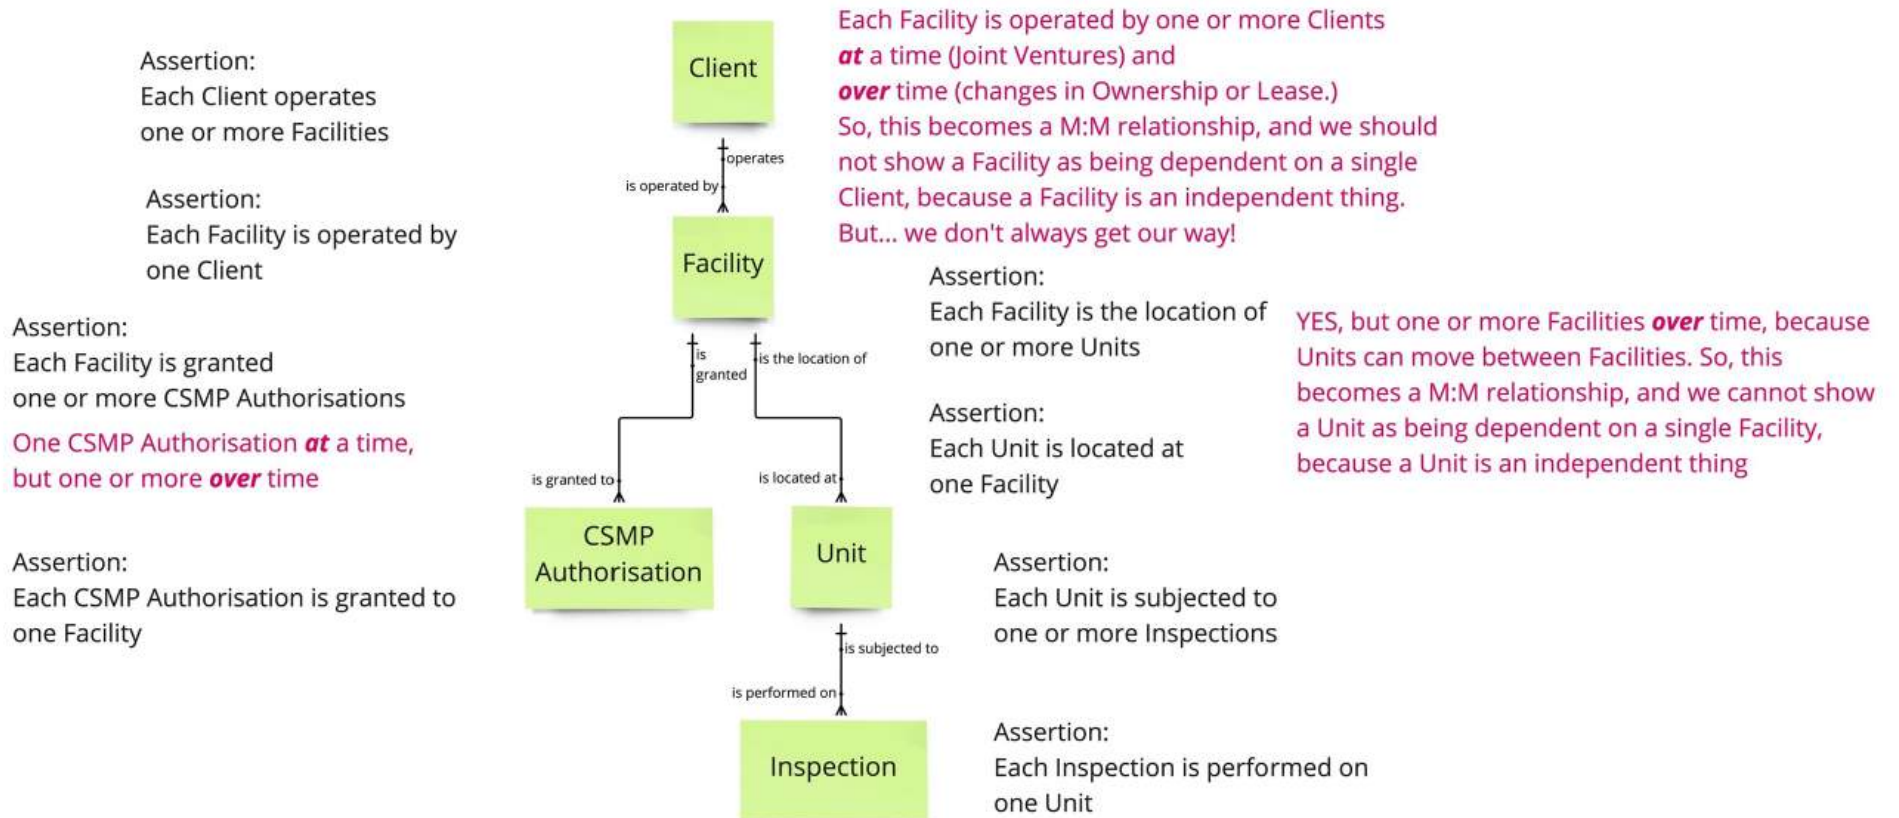 Assertion:
Each Client operates
one or more Facilities
Assertion:
Each Facility is operated by
one Client
Assertion:
Each Facility is granted
one or more CSMP Authorisations
One CSMP Authorisation at a time,
but one or more over time
Assertion:
Each CSMP Authorisation is granted to
one Facility
Client
operates
is operated by
Facility
is
granted
is the location of
is granted to
is located at
CSMP
Authorisation
Unit
is subjected to
is performed on
Inspection
Each Facility is operated by one or more Clients
at a time (Joint Ventures) and
over time (changes in Ownership or Lease.)
So, this becomes a M:M relationship, and we should
not show a Facility as being dependent on a single
Client, because a Facility is an independent thing.
But... we don't always get our way!
Assertion:
Each Facility is the location of
one or more Units
Assertion:
Each Unit is located at
one Facility
YES, but one or more Facilities over time, because
Units can move between Facilities. So, this
becomes a M:M relationship, and we cannot show
a Unit as being dependent on a single Facility,
because a Unit is an independent thing
Assertion:
Each Unit is subjected to
one or more Inspections
Assertion:
Each Inspection is performed on
one Unit